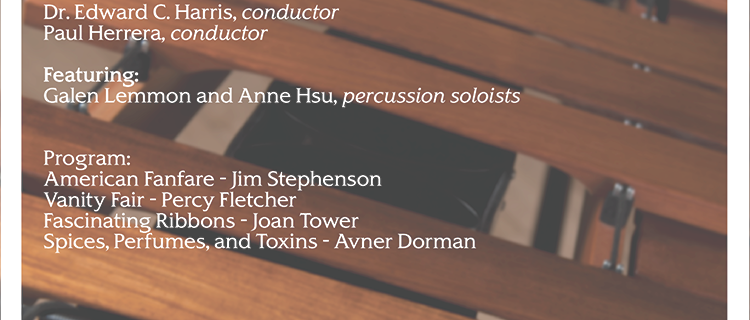 Dr. Edward C. Harris, conductor
Paul Herrera, conductor
Featuring:
Galen Lemmon and Anne Hsu, percussion soloists
Program:
American Fanfare - Jim Stephenson
Vanity Fair - Percy Fletcher
Fascinating Ribbons - Joan Tower
Spices, Perfumes, and Toxins - Avner Dorman